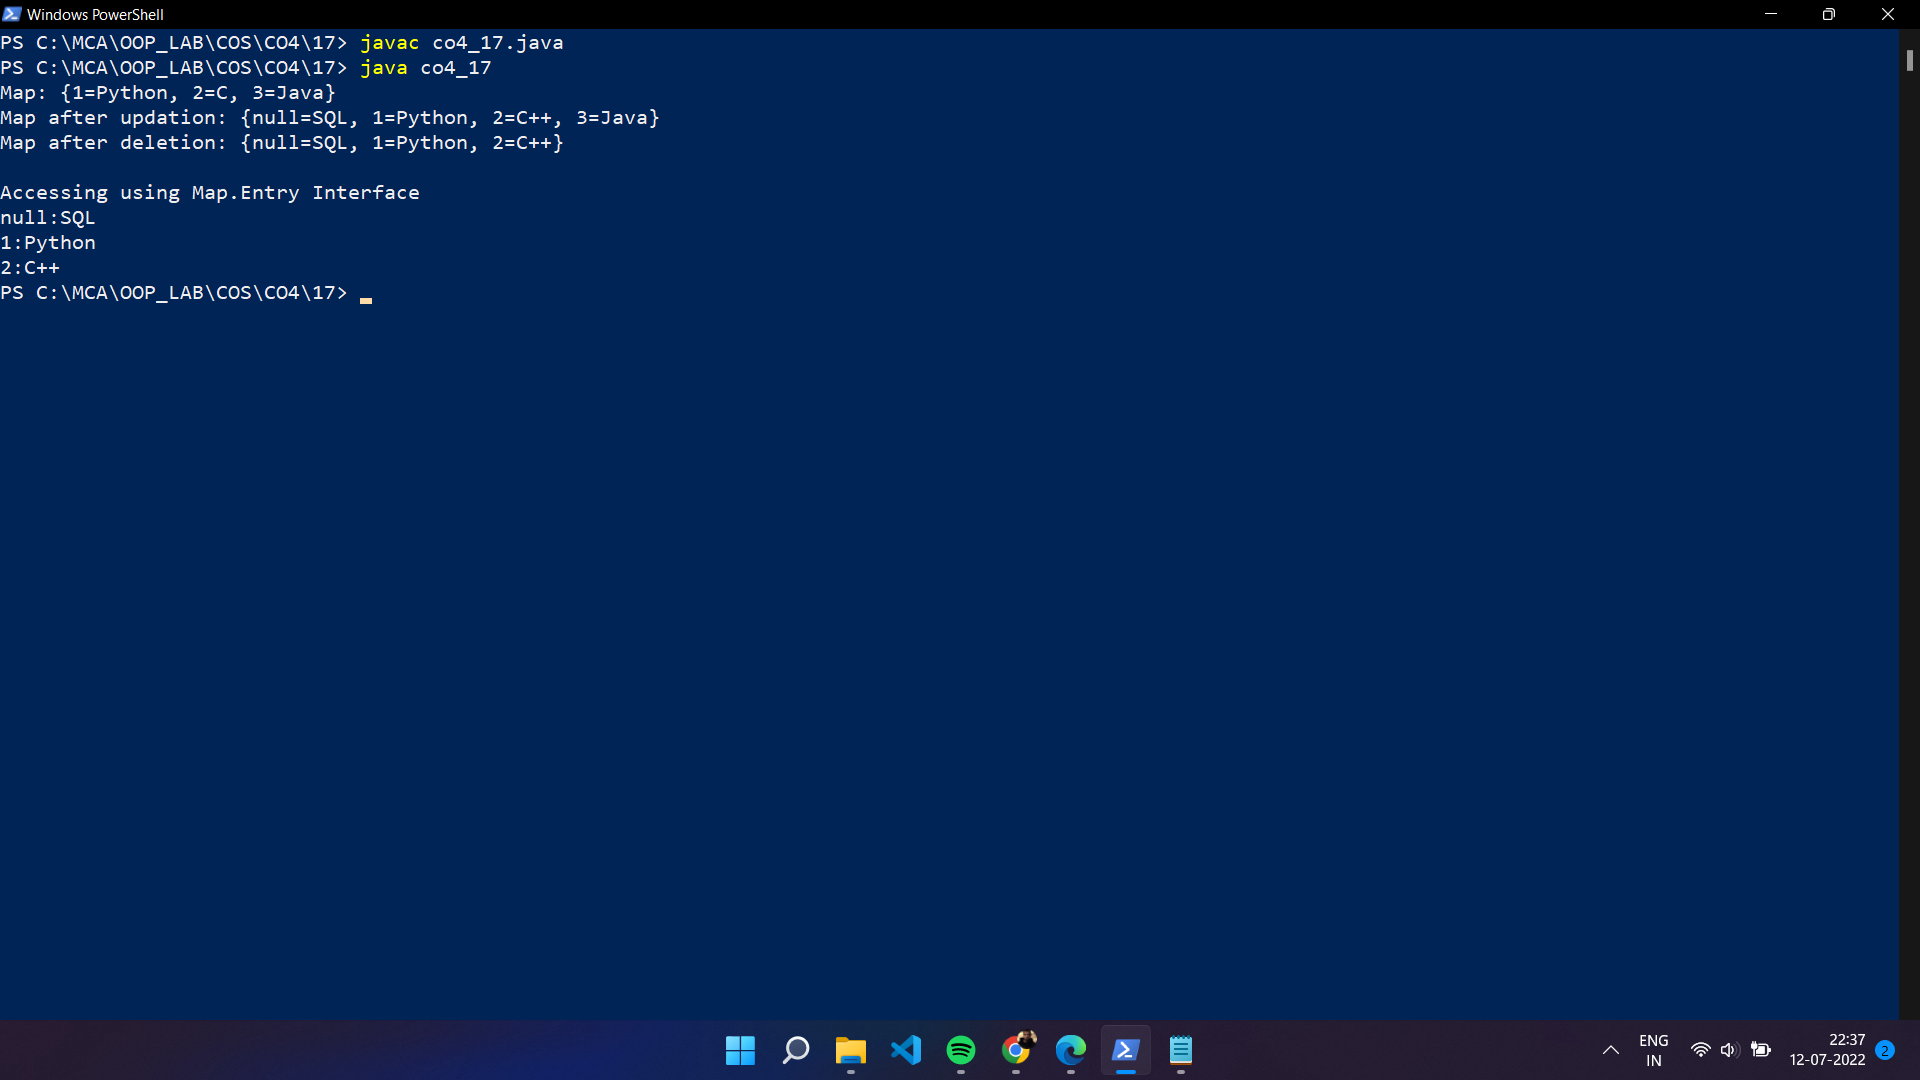 Windows PowerShell
PS C:\MCA\OOP_LAB\COS\CO4\17> javac co4_17.java
PS C:\MCA\OOP_LAB\COS\CO4\17> java co4_17
Map: {1=Python, 2=C, 3=Java}
Map after updation: {null=SQL, 1=Python, 2=C++, 3=Java}
Map after deletion: {null=SQL, 1=Python, 2=C++}

Accessing using Map.Entry Interface
null:SQL
1:Python
2:C++
PS C:\MCA\OOP_LAB\COS\CO4\17>
ENG
IN
22:37
12-07-2022
2